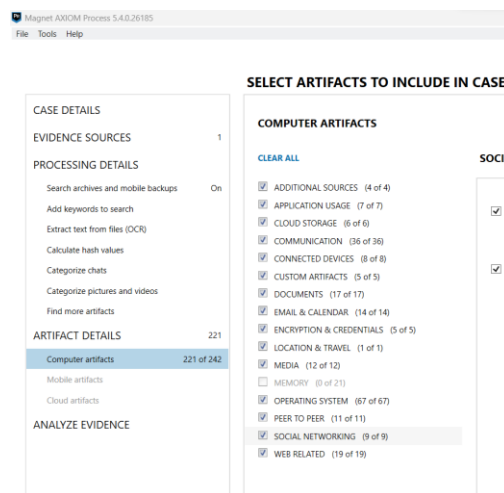 Magnet AXIOM Process 5.4.0.26185
File Tools Help
SELECT ARTIFACTS TO INCLUDE IN CASE
CASE DETAILS
EVIDENCE SOURCES 1
PROCESSING DETAILS
Search archives and mobile backups On
Add keywords to search
Extract text from files (OCR)
Calculate hash values
Categorize chats
Categorize pictures and videos
Find more artifacts
ARTIFACT DETAILS 221
Computer artifacts 221 of 242
Mobile artifacts
Cloud artifacts
ANALYZE EVIDENCE
COMPUTER ARTIFACTS
CLEAR ALL
ADDITIONAL SOURCES (4 of 4)
APPLICATION USAGE (7 of 7)
CLOUD STORAGE (6 of 6)
COMMUNICATION (36 of 36)
CONNECTED DEVICES (8 of 8)
CUSTOM ARTIFACTS (5 of 5)
DOCUMENTS (17 of 17)
EMAIL & CALENDAR (14 of 14)
ENCRYPTION & CREDENTIALS (5 of 5)
LOCATION & TRAVEL (1 of 1)
MEDIA (12 of 12)
MEMORY (0 of 21)
OPERATING SYSTEM (67 of 67)
PEER TO PEER (11 of 11)
SOCIAL NETWORKING (9 of 9)
WEB RELATED (19 of 19)
SOCI